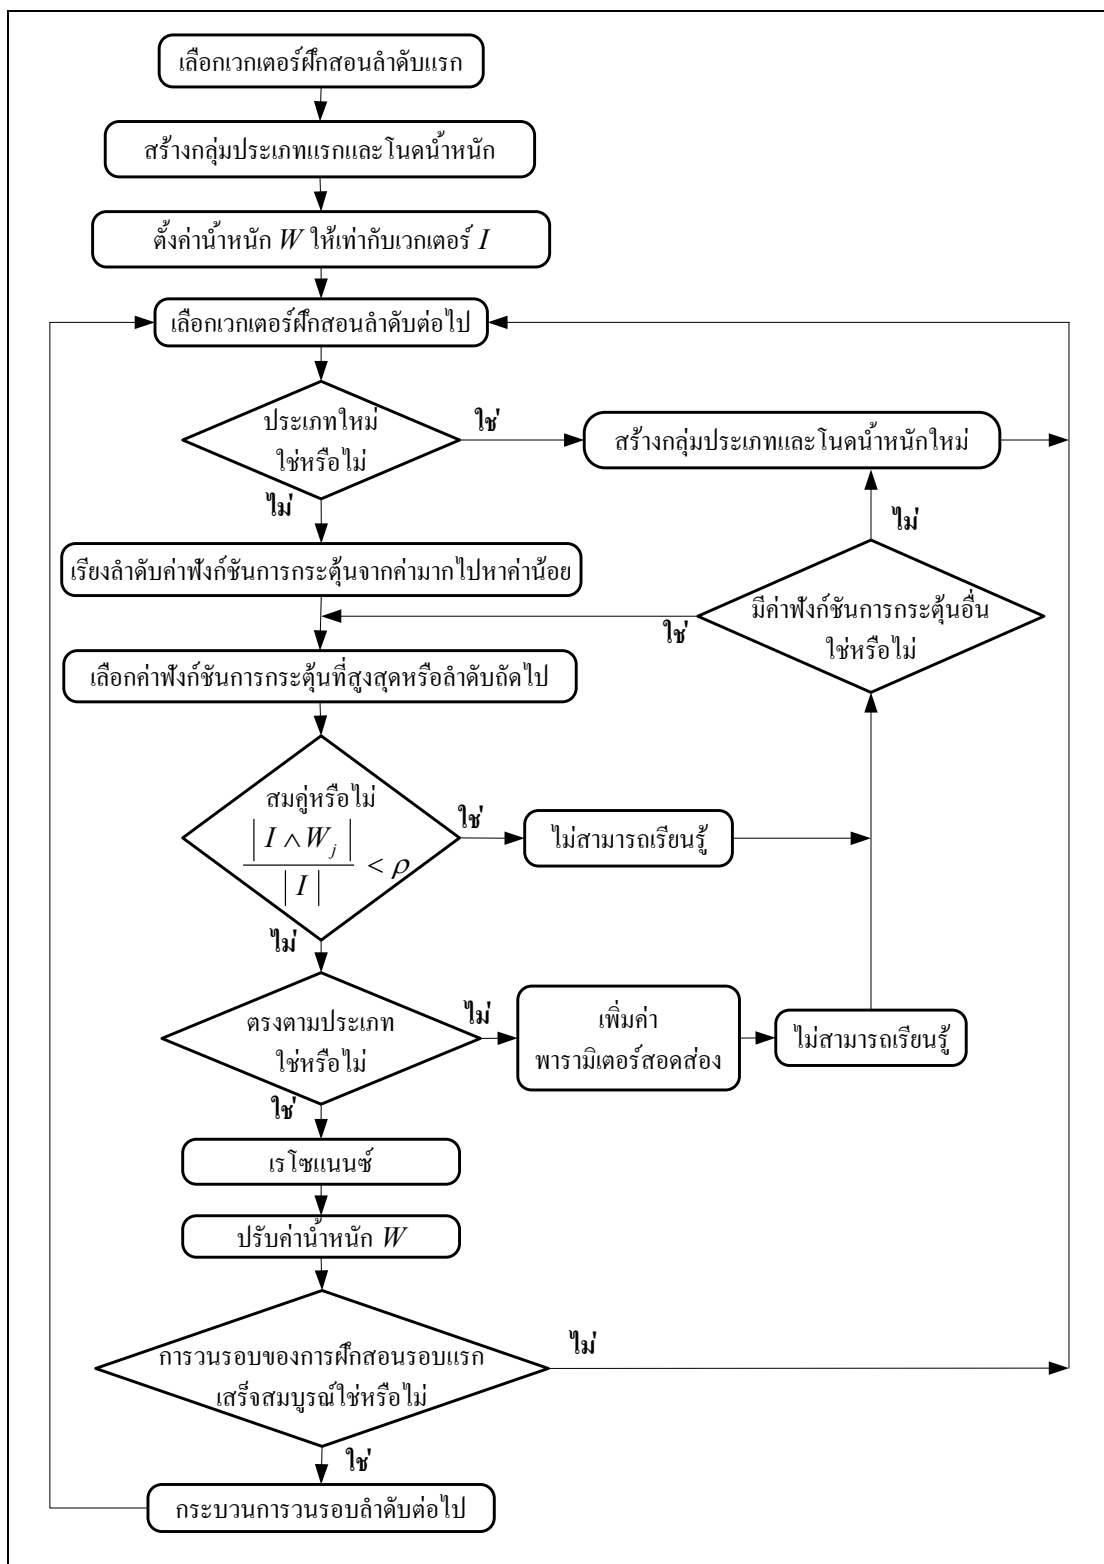 เลือกเวกเตอร์ฝึกสอนลำดับแรก
สร้างกลุ่มประเภทแรกและโนดน้ำหนัก
ตั้งค่าน้ำหนัก W ให้เท่ากับเวกเตอร์ I
เลือกเวกเตอร์ฝึกสอนลำดับต่อไป
ประเภทใหม่
ใช่หรือไม่
ใช่
สร้างกลุ่มประเภทและโนดน้ำหนักใหม่
ไม่
ไม่
เรียงลำดับค่าฟังก์ชันการกระตุ้นจากค่ามากไปหาค่าน้อย
มีค่าฟังก์ชันการกระตุ้นอื่น
ใช่หรือไม่
ใช่
เลือกค่าฟังก์ชันการกระตุ้นที่สูงสุดหรือลำดับถัดไป
สมคู่หรือไม่
| I ∧ W_j | / | I | < ρ
ใช่
ไม่สามารถเรียนรู้
ไม่
ตรงตามประเภท
ใช่หรือไม่
ไม่
เพิ่มค่า
พารามิเตอร์สอดส่อง
ไม่สามารถเรียนรู้
ใช่
เรโซแนนซ์
ปรับค่าน้ำหนัก W
การวนรอบของการฝึกสอนรอบแรก
เสร็จสมบูรณ์ใช่หรือไม่
ไม่
ใช่
กระบวนการวนรอบลำดับต่อไป